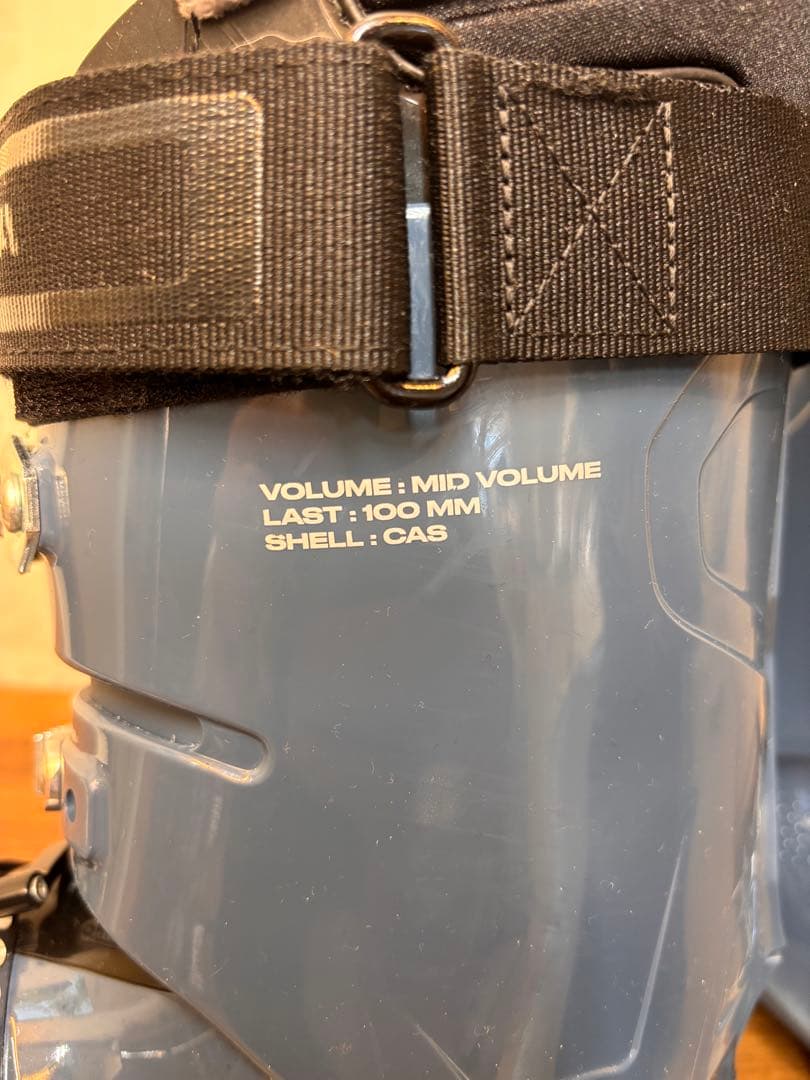 VOLUME : MID VOLUME
LAST : 100 MM
SHELL : CAS